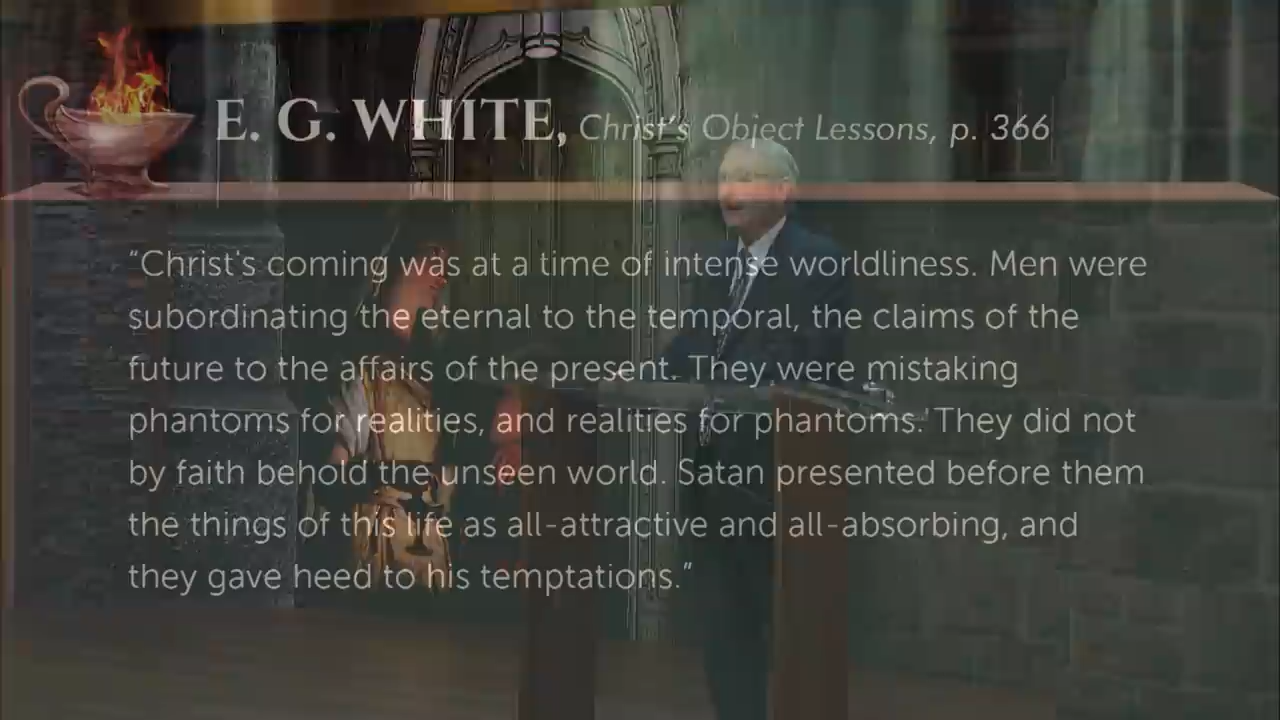 E. G. WHITE, Christ's Object Lessons, p. 366
“Christ's coming was at a time of intense worldliness. Men were
subordinating the eternal to the temporal, the claims of the
future to the affairs of the present. They were mistaking
phantoms for realities, and realities for phantoms. They did not
by faith behold the unseen world. Satan presented before them
the things of this life as all-attractive and all-absorbing, and
they gave heed to his temptations.”